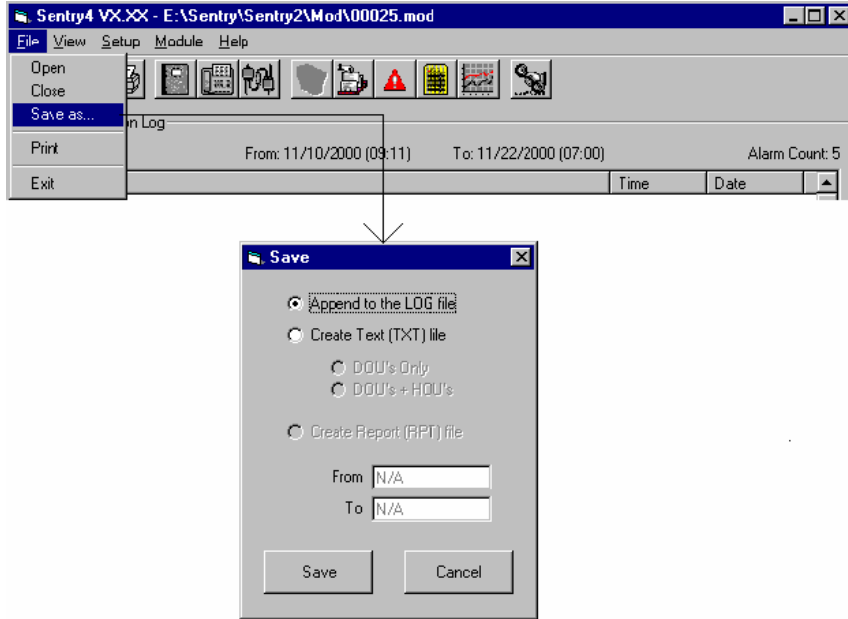 Sentry4 VX.XX - E:\Sentry\Sentry2\Mod\00025.mod
File View Setup Module Help
Open
Close
Save as...
Print
Exit
on Log
From: 11/10/2000 (09:11) To: 11/22/2000 (07:00) Alarm Count: 5
Time Date
Save
Append to the LOG file
Create Text (TXT) file
DOU's Only
DOU's + HOU's
Create Report (RPT) file
From N/A
To N/A
Save Cancel